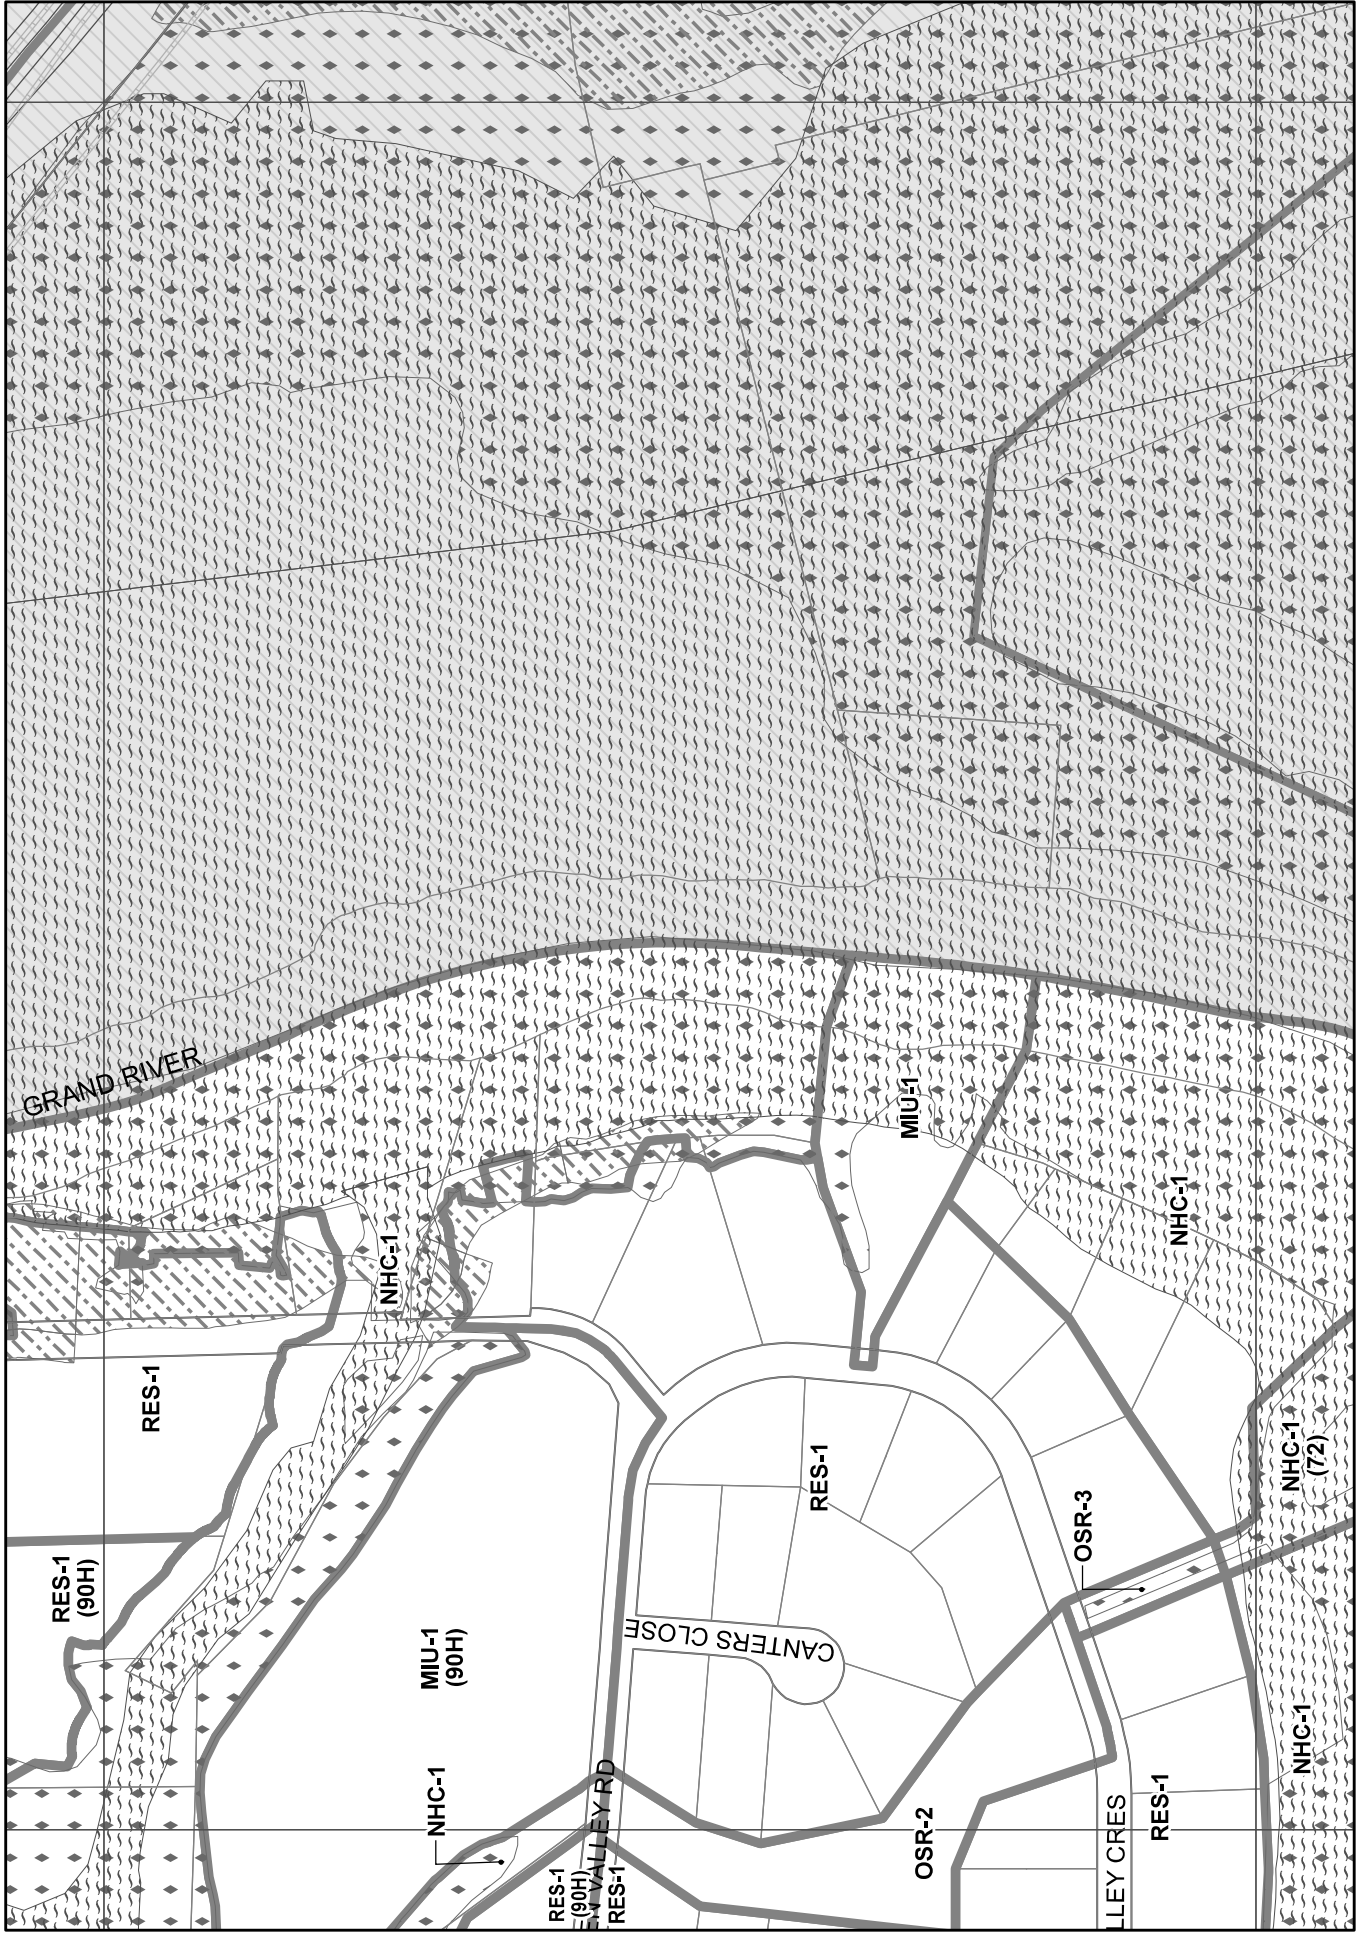 GRAND RIVER
MIU-1
NHC-1
NHC-1
RES-1
RES-1
NHC-1
(72)
OSR-3
RES-1
(90H)
CANTERS CLOSE
MIU-1
(90H)
NHC-1
NHC-1
VALLEY RD
OSR-2
RES-1
LLEY CRES
RES-1
(90H)
RES-1